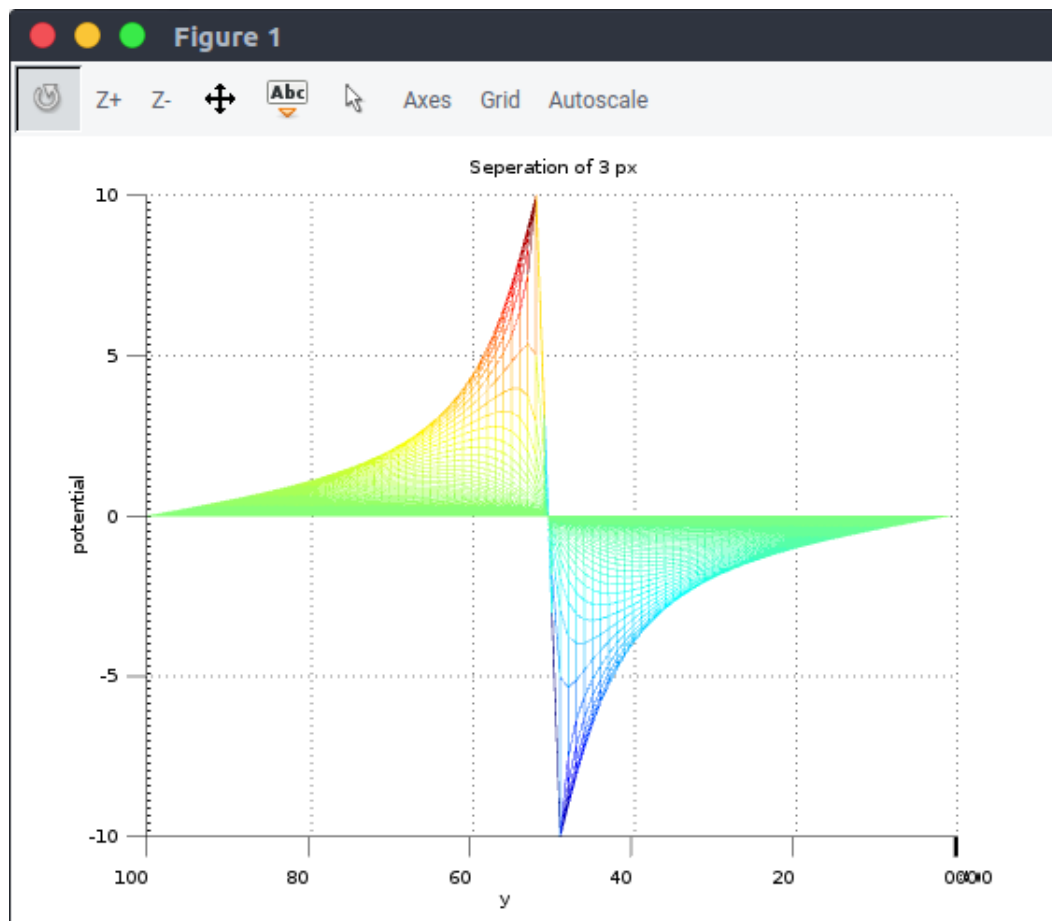 Figure 1
Z+ Z- Abc Axes Grid Autoscale
Seperation of 3 px
10
5
potential
0
-5
-10
100 80 60 40 20
y